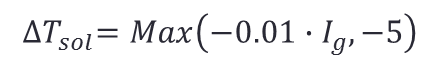 ΔT_sol = Max(−0.01 · I_g, −5)